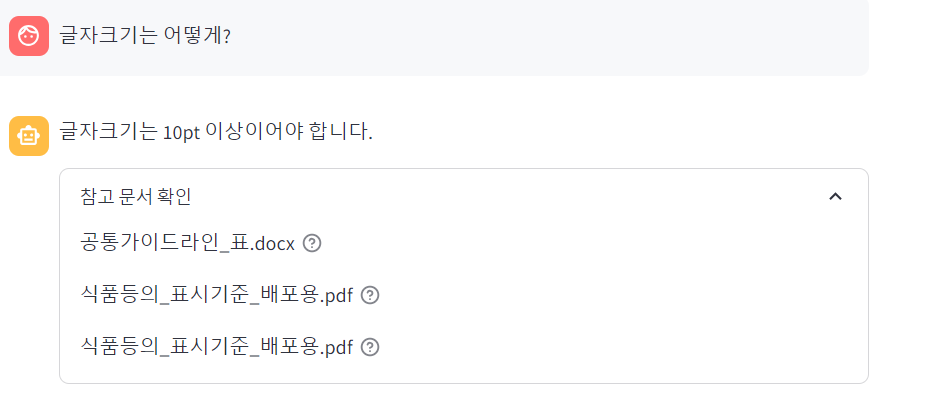 글자크기는 어떻게?
글자크기는 10pt 이상이어야 합니다.
참고 문서 확인
공통가이드라인_표.docx
식품등의_표시기준_배포용.pdf
식품등의_표시기준_배포용.pdf